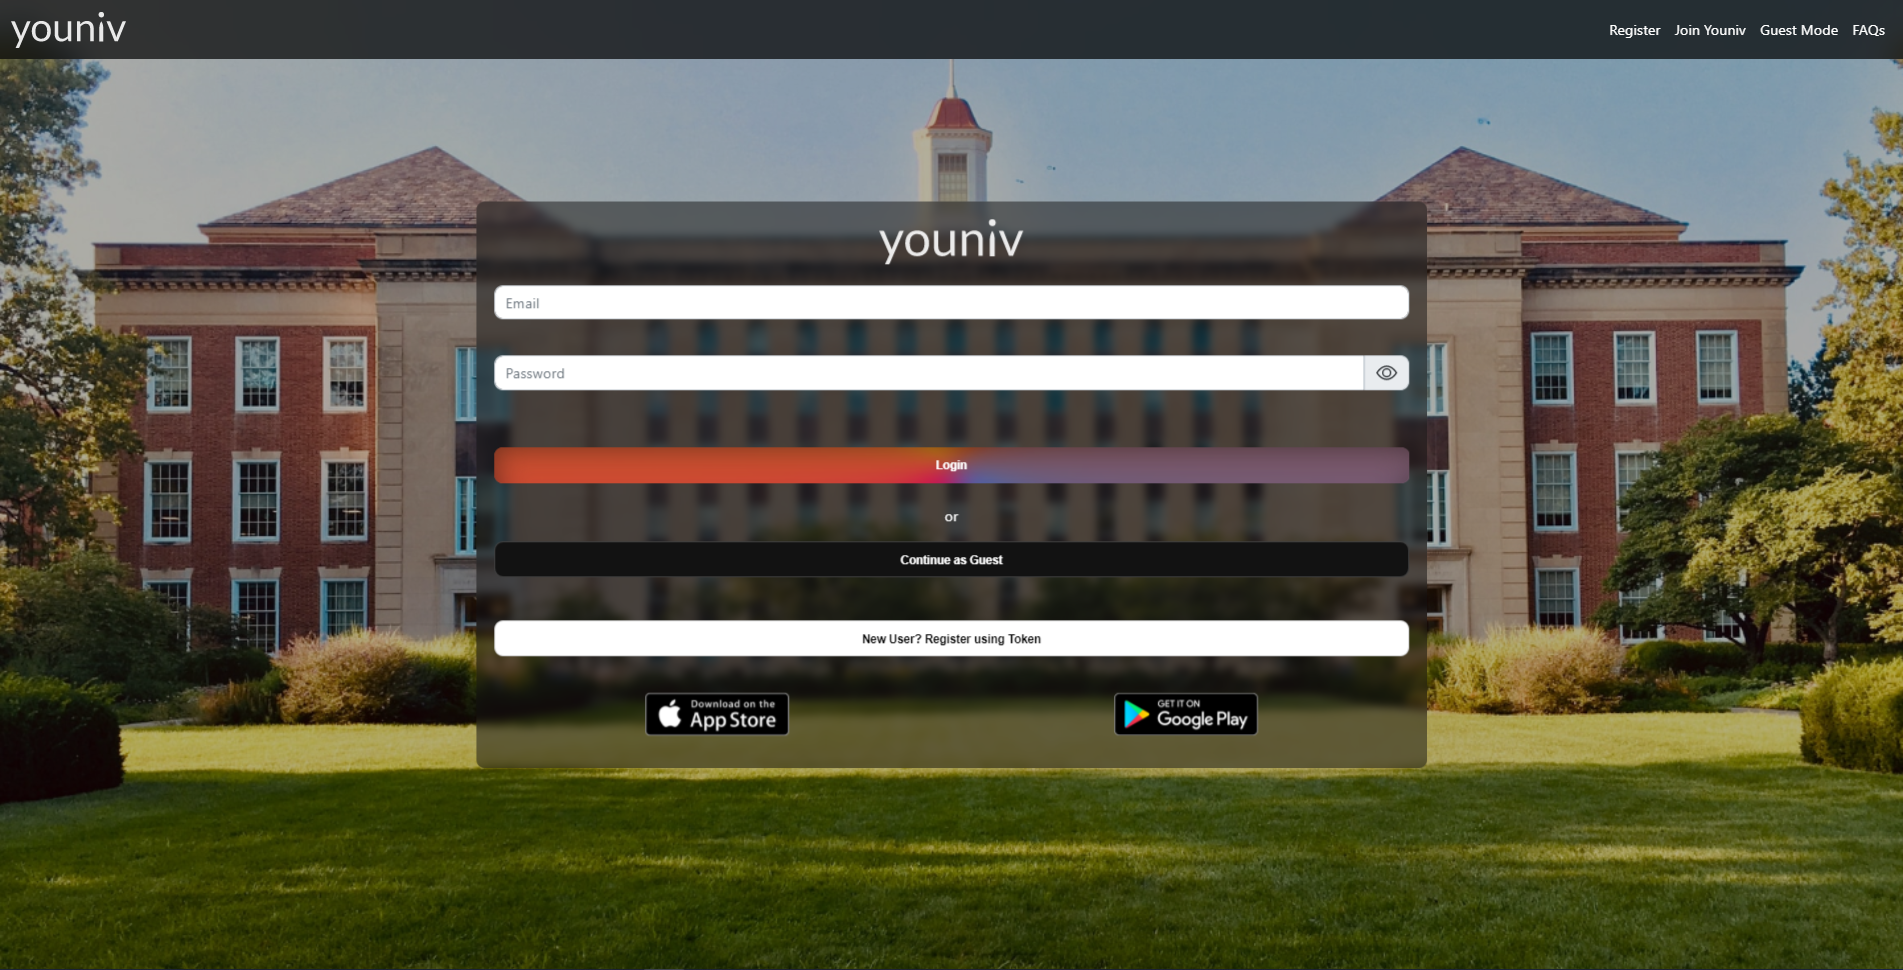 youniv
Register Join Youniv Guest Mode FAQs
youniv
Email
Password
Login
or
Continue as Guest
New User? Register using Token
Download on the
App Store
GET IT ON
Google Play